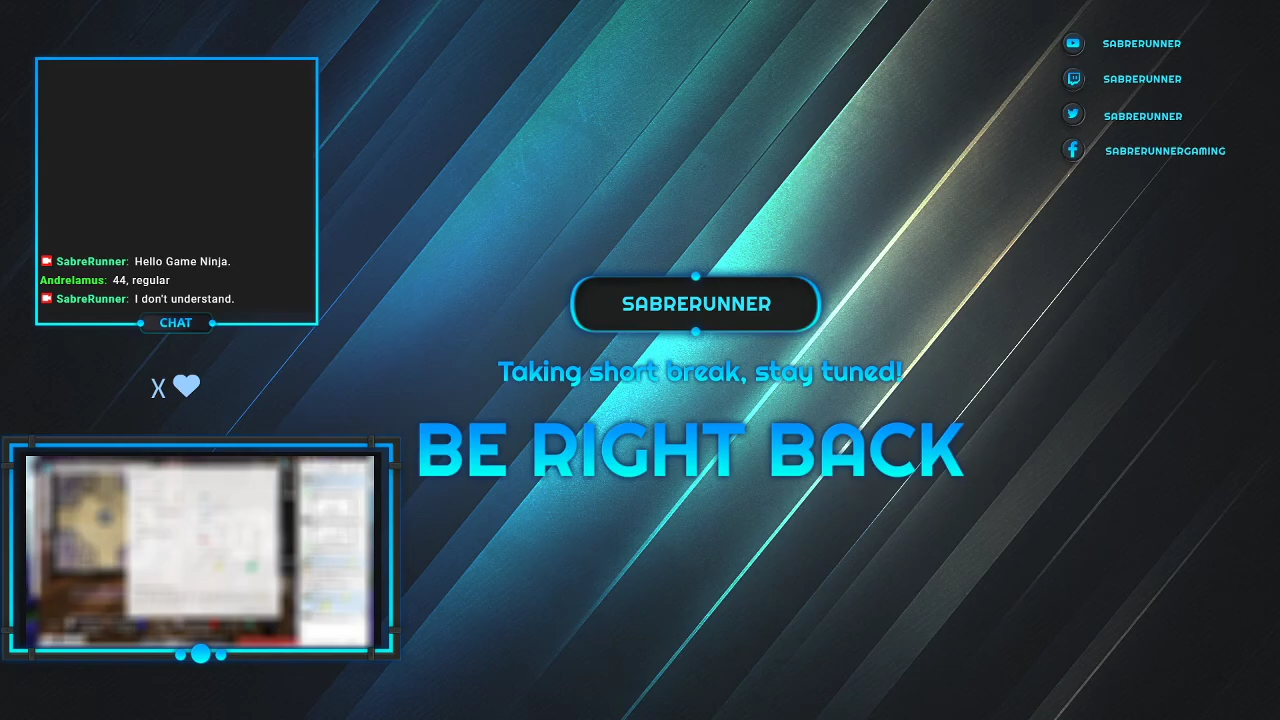 SabreRunner: Hello Game Ninja.
Andrelamus: 44, regular
SabreRunner: I don't understand.
CHAT
X
SABRERUNNER
SABRERUNNER
SABRERUNNER
SABRERUNNERGAMING
SABRERUNNER
Taking short break, stay tuned!
BE RIGHT BACK